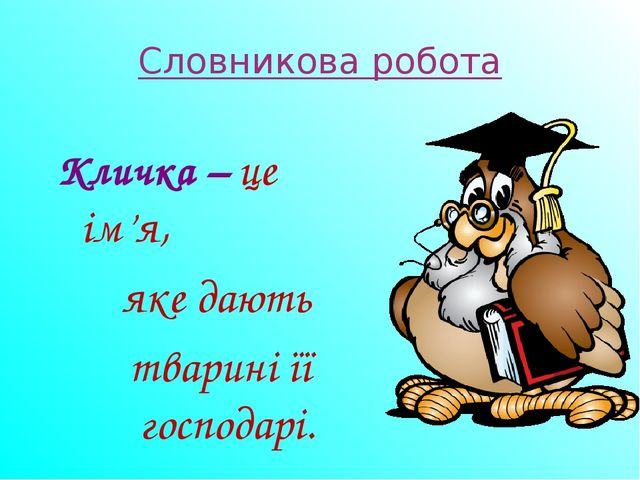 Словникова робота
Кличка – це
ім’я,
яке дають
тварині її
господарі.